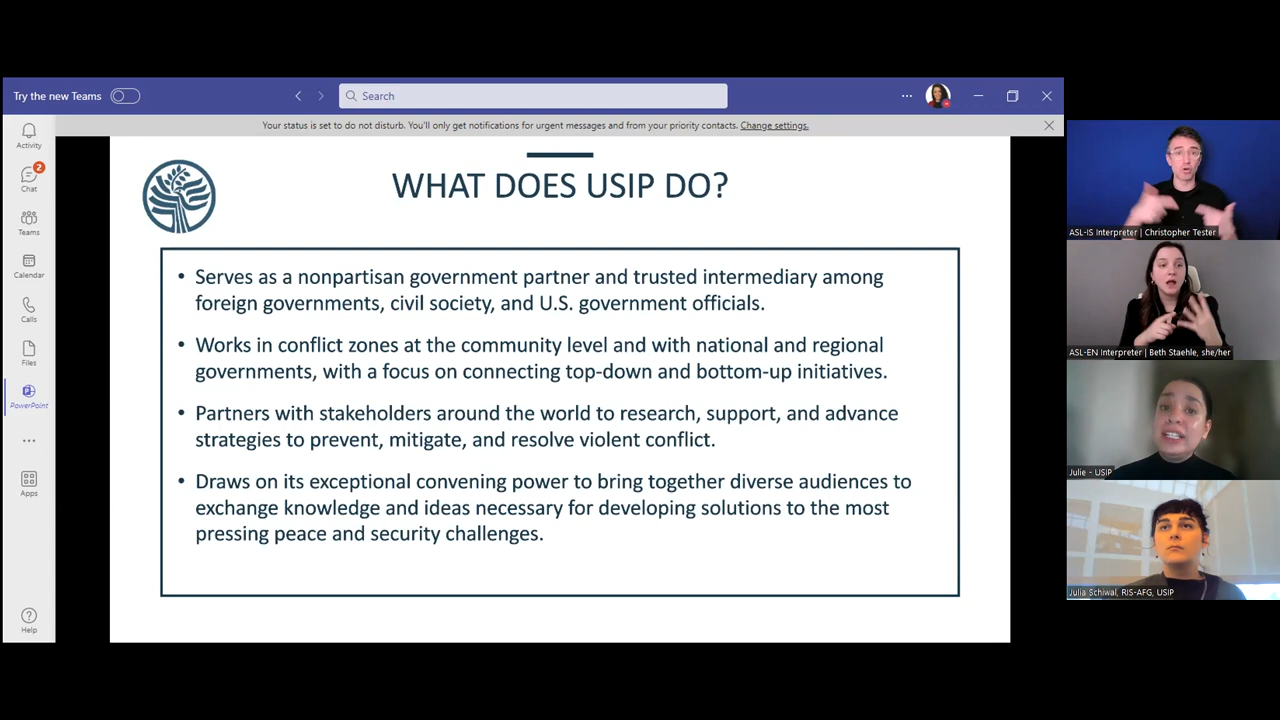 Try the new Teams
Search
Your status is set to do not disturb. You'll only get notifications for urgent messages and from your priority contacts. Change settings.
Activity
2
Chat
Teams
Calendar
Calls
Files
PowerPoint
Apps
Help
WHAT DOES USIP DO?
• Serves as a nonpartisan government partner and trusted intermediary among
foreign governments, civil society, and U.S. government officials.
• Works in conflict zones at the community level and with national and regional
governments, with a focus on connecting top-down and bottom-up initiatives.
• Partners with stakeholders around the world to research, support, and advance
strategies to prevent, mitigate, and resolve violent conflict.
• Draws on its exceptional convening power to bring together diverse audiences to
exchange knowledge and ideas necessary for developing solutions to the most
pressing peace and security challenges.
ASL-IS Interpreter | Christopher Tester
ASL-EN Interpreter | Beth Staehle, she/her
Julie - USIP
Julia Schiwal, RIS-AFG, USIP